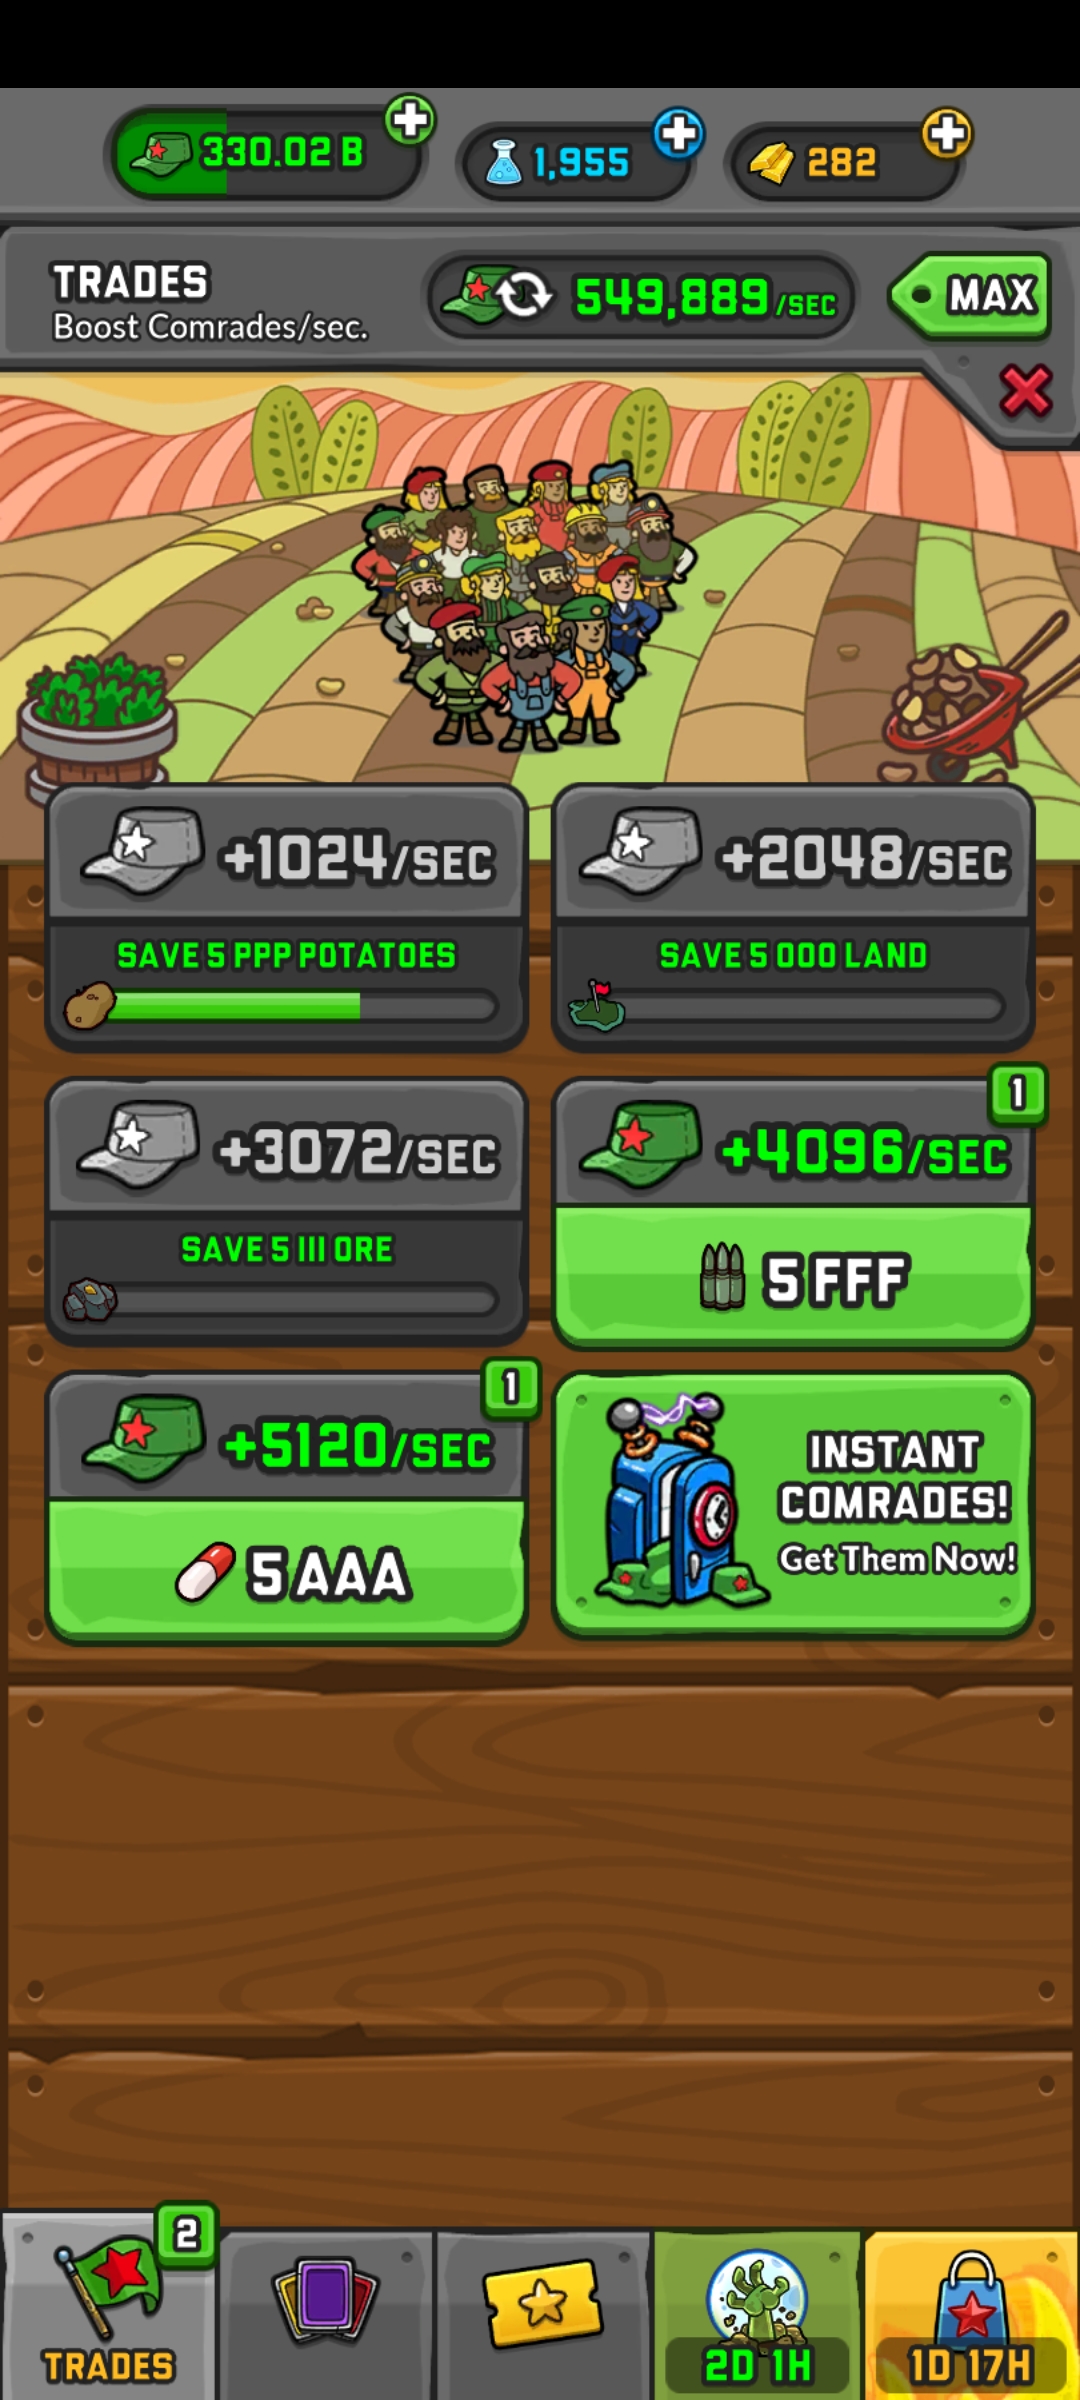 330.02 B
1,955
282
TRADES
Boost Comrades/sec.
549,889/SEC
MAX
+1024/SEC
SAVE 5 PPP POTATOES
+2048/SEC
SAVE 5 OOO LAND
+3072/SEC
SAVE 5 III ORE
1
+4096/SEC
5 FFF
1
+5120/SEC
5 AAA
INSTANT
COMRADES!
Get Them Now!
2
TRADES
2D 1H
1D 17H